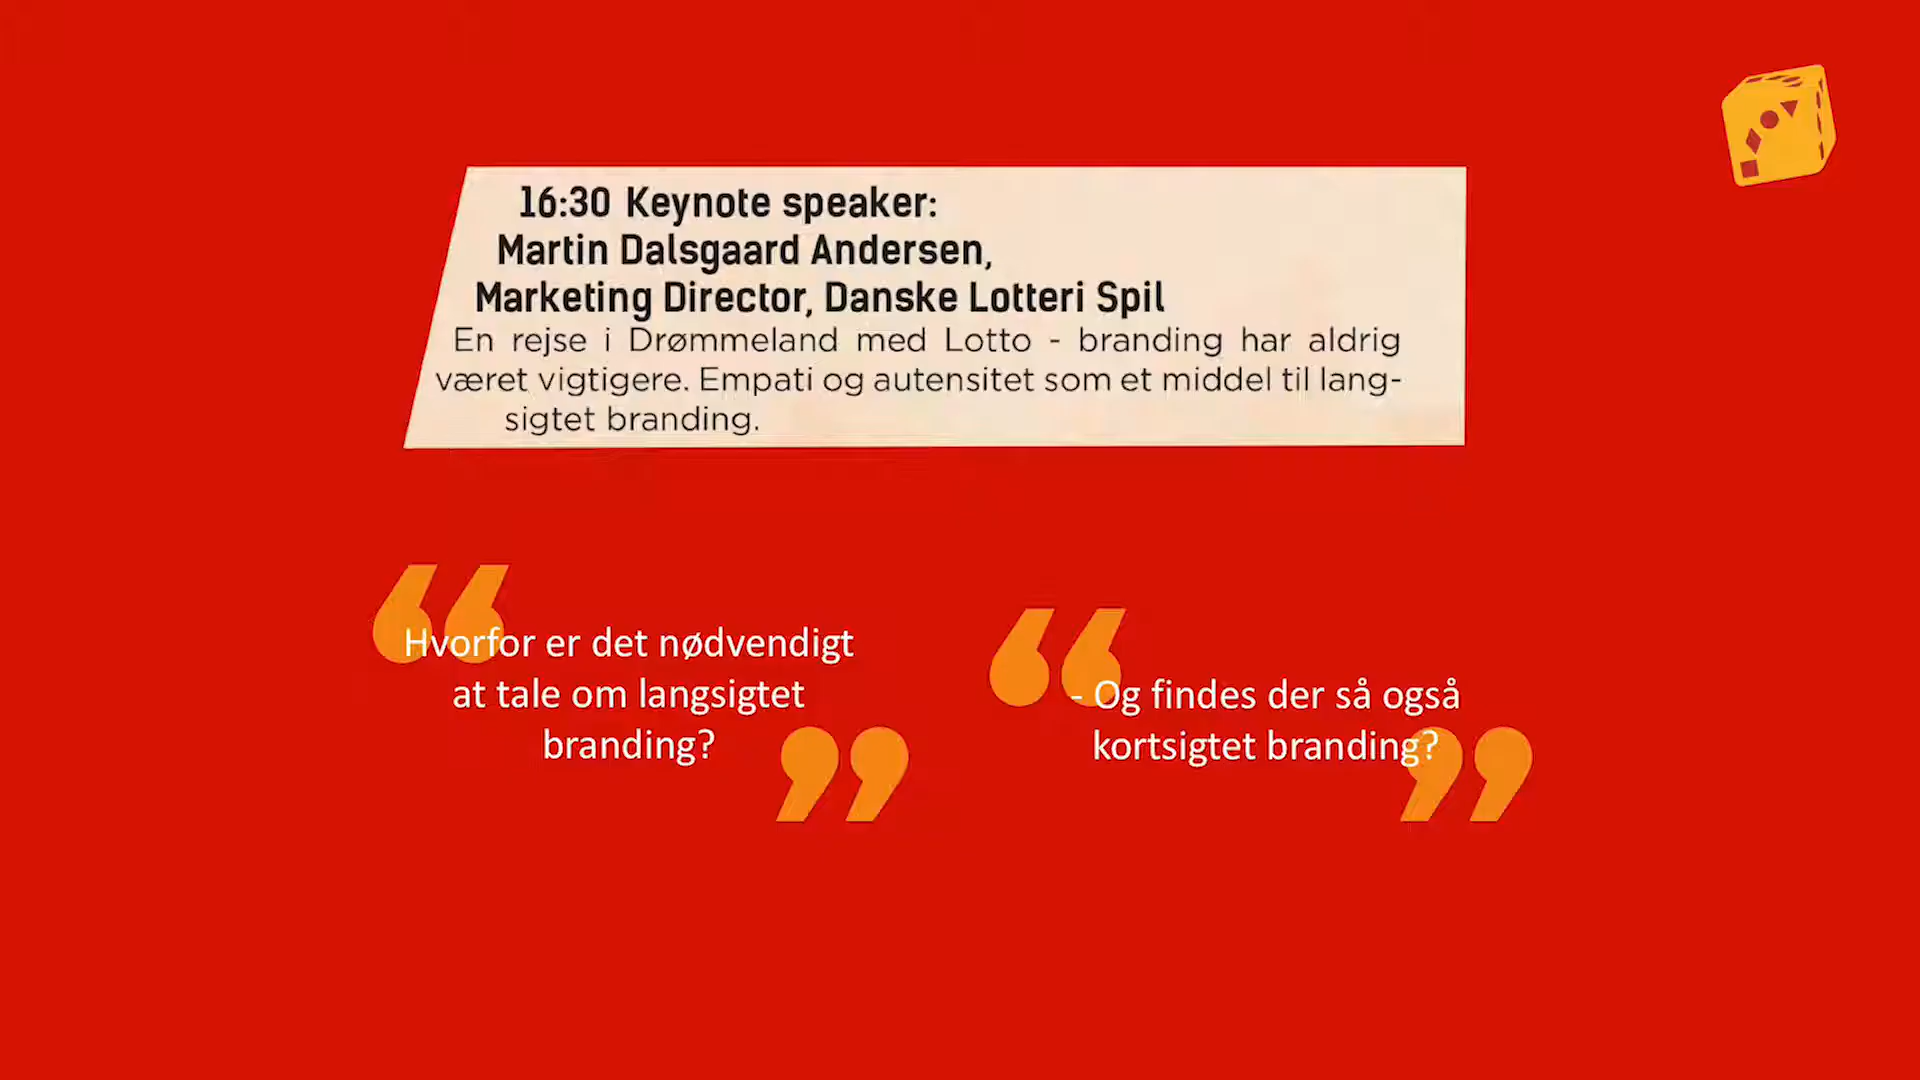 16:30 Keynote speaker:
Martin Dalsgaard Andersen,
Marketing Director, Danske Lotteri Spil
En rejse i Drømmeland med Lotto - branding har aldrig
været vigtigere. Empati og autensitet som et middel til lang-
sigtet branding.
Hvorfor er det nødvendigt
at tale om langsigtet
branding?
- Og findes der så også
kortsigtet branding?